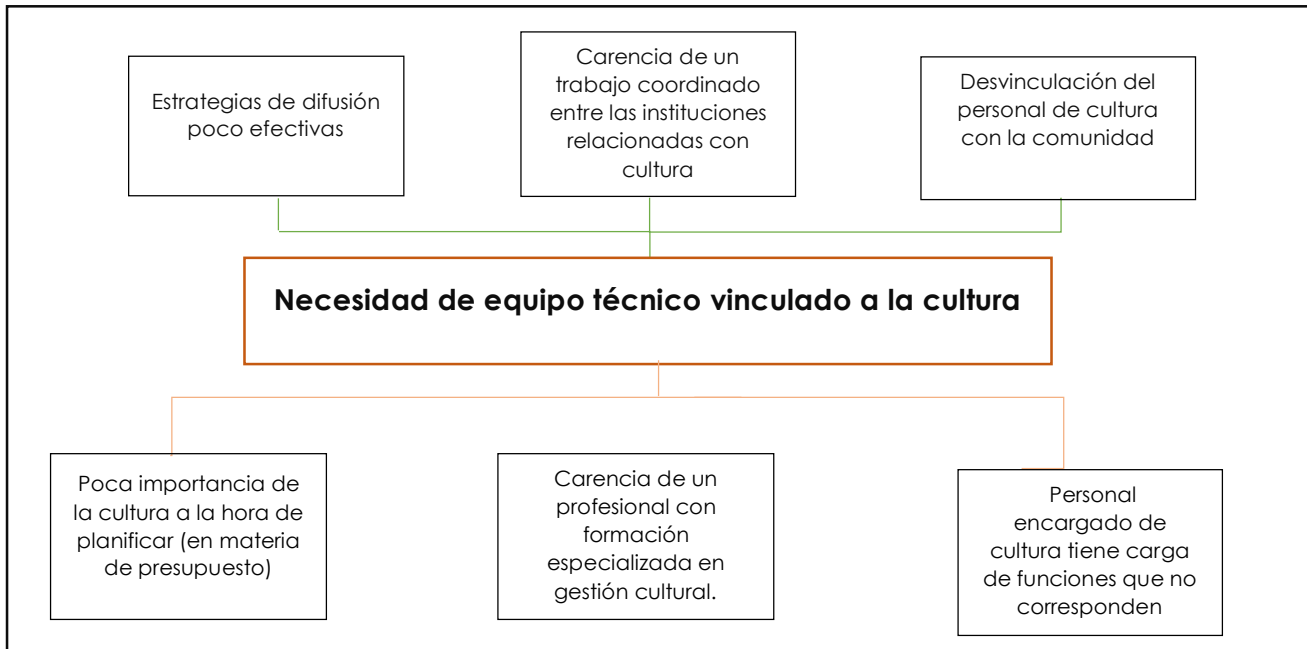 Estrategias de difusión
poco efectivas
Carencia de un
trabajo coordinado
entre las instituciones
relacionadas con
cultura
Desvinculación del
personal de cultura
con la comunidad
Necesidad de equipo técnico vinculado a la cultura
Poca importancia de
la cultura a la hora de
planificar (en materia
de presupuesto)
Carencia de un
profesional con
formación
especializada en
gestión cultural.
Personal
encargado de
cultura tiene carga
de funciones que no
corresponden